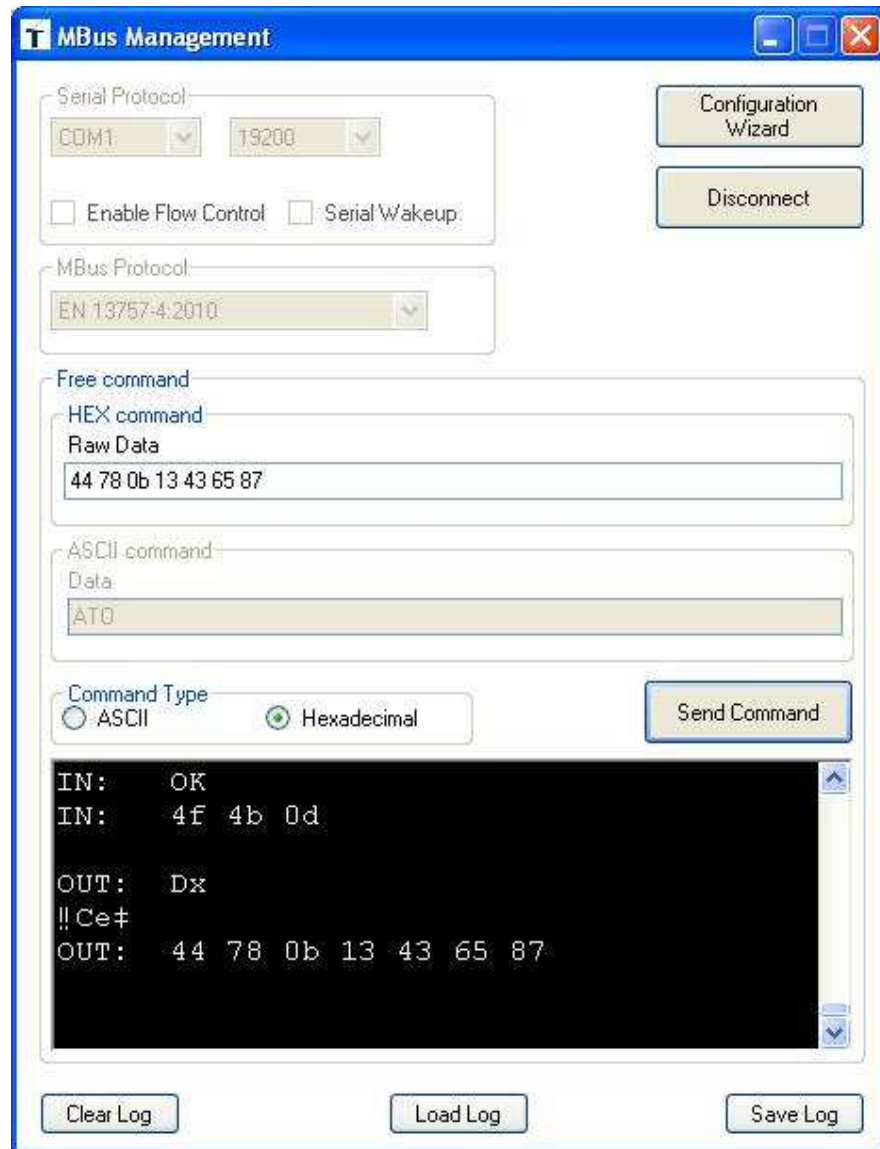 T MBus Management
Serial Protocol
Configuration
Wizard
COM1 19200
Enable Flow Control Serial Wakeup
Disconnect
MBus Protocol
EN 13757-4:2010
Free command
HEX command
Raw Data
44 78 0b 13 43 65 87
ASCII command
Data
ATO
Command Type
ASCII Hexadecimal
Send Command
IN: OK
IN: 4f 4b 0d
OUT: Dx
‼Ce‡
OUT: 44 78 0b 13 43 65 87
Clear Log Load Log Save Log